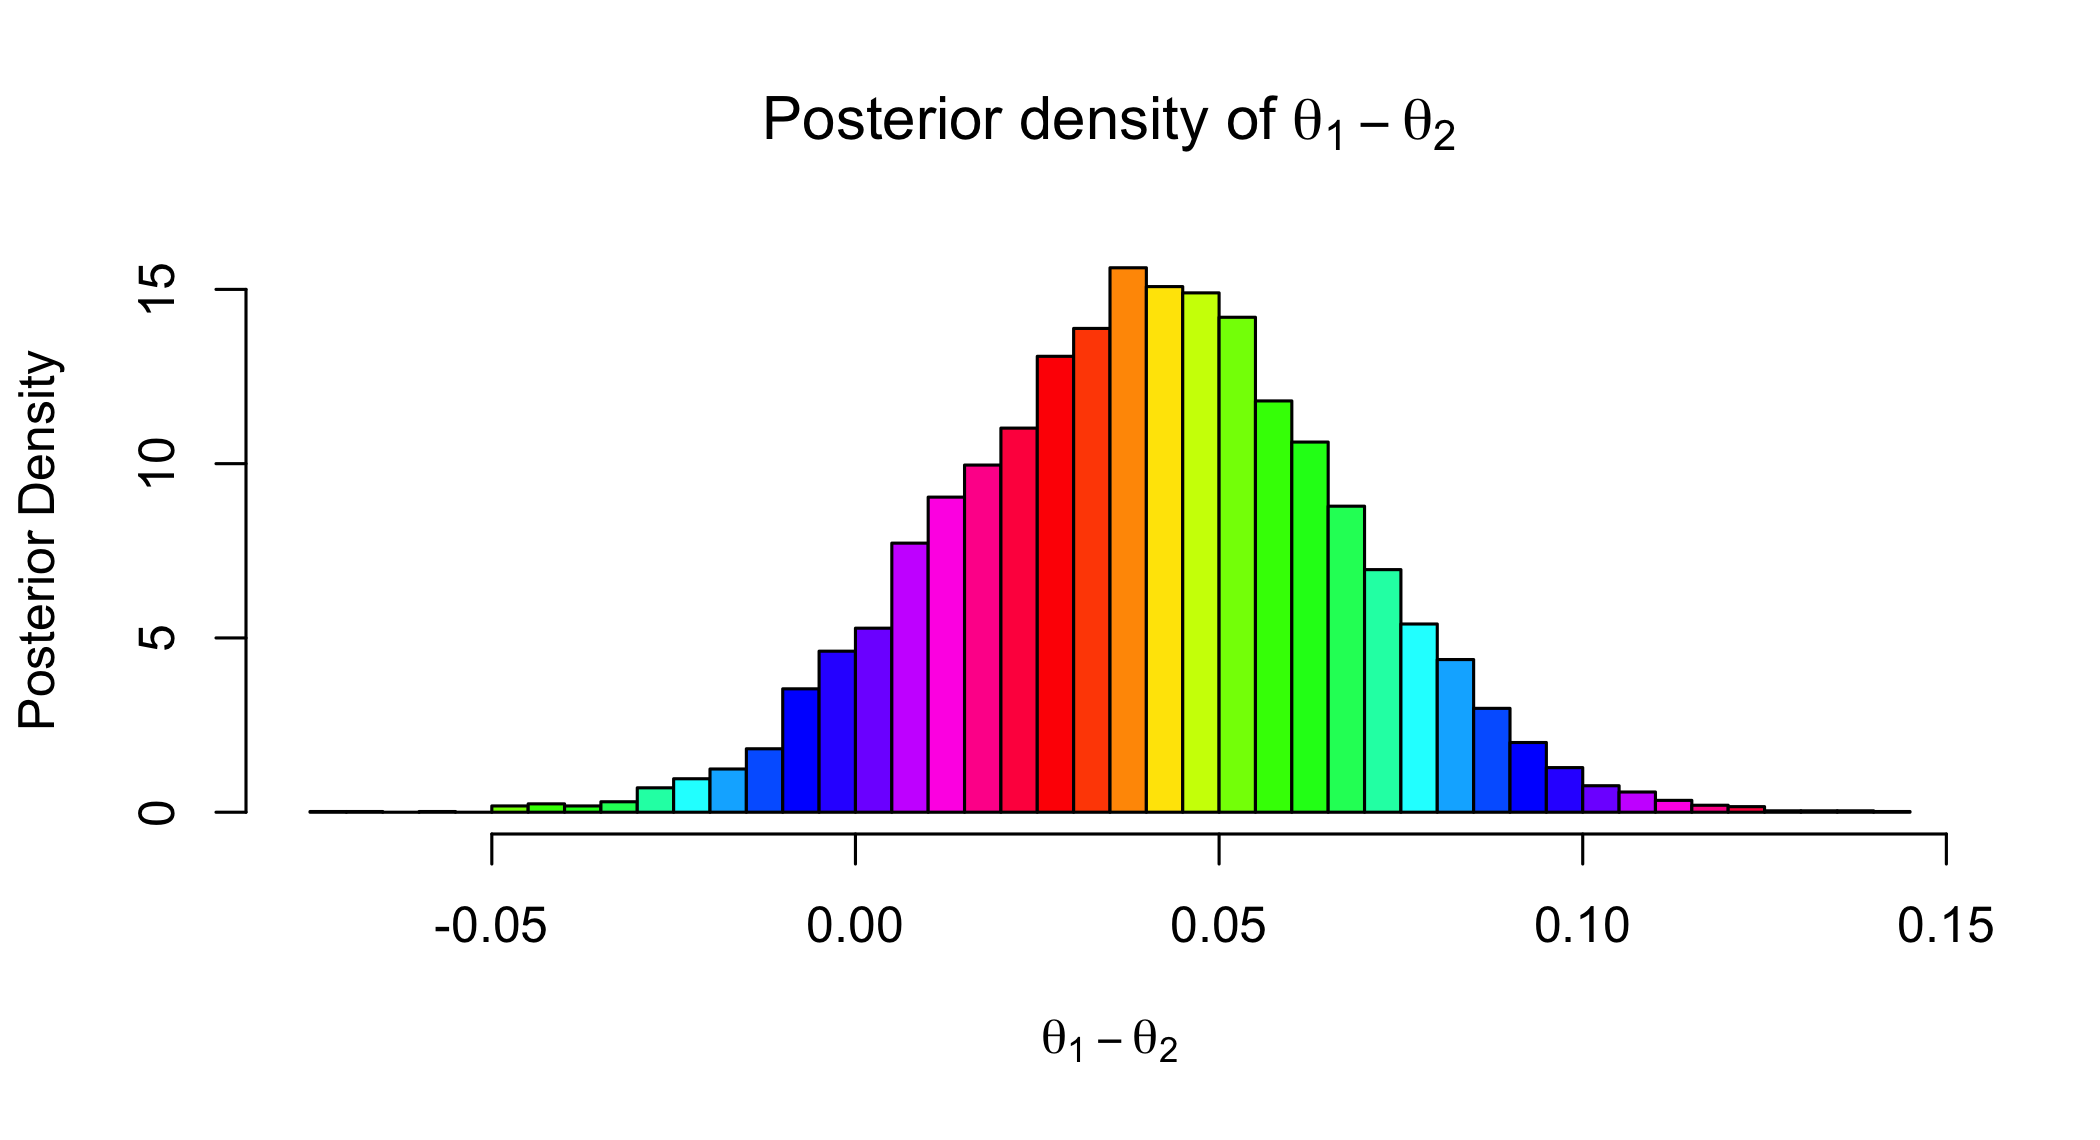 Posterior density of θ₁ – θ₂
Posterior Density
15
10
5
0
-0.05 0.00 0.05 0.10 0.15
θ₁ – θ₂